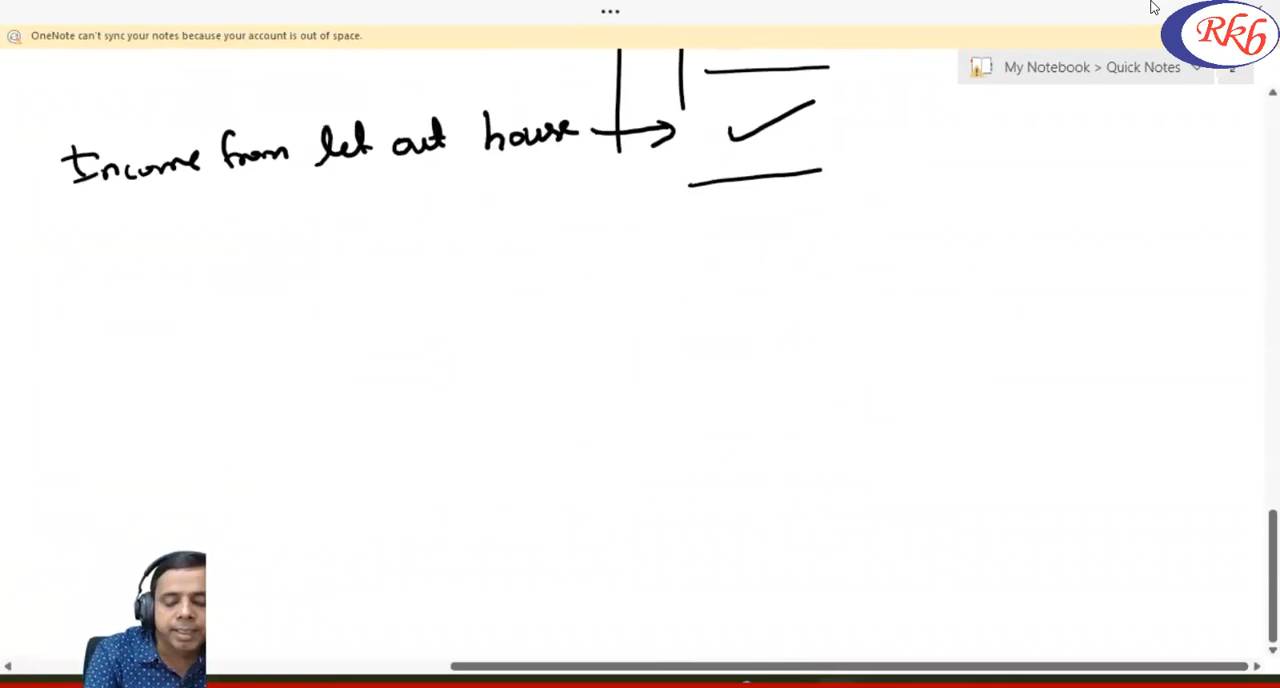 OneNote can't sync your notes because your account is out of space.
Rkb
My Notebook > Quick Notes
Income from let out house